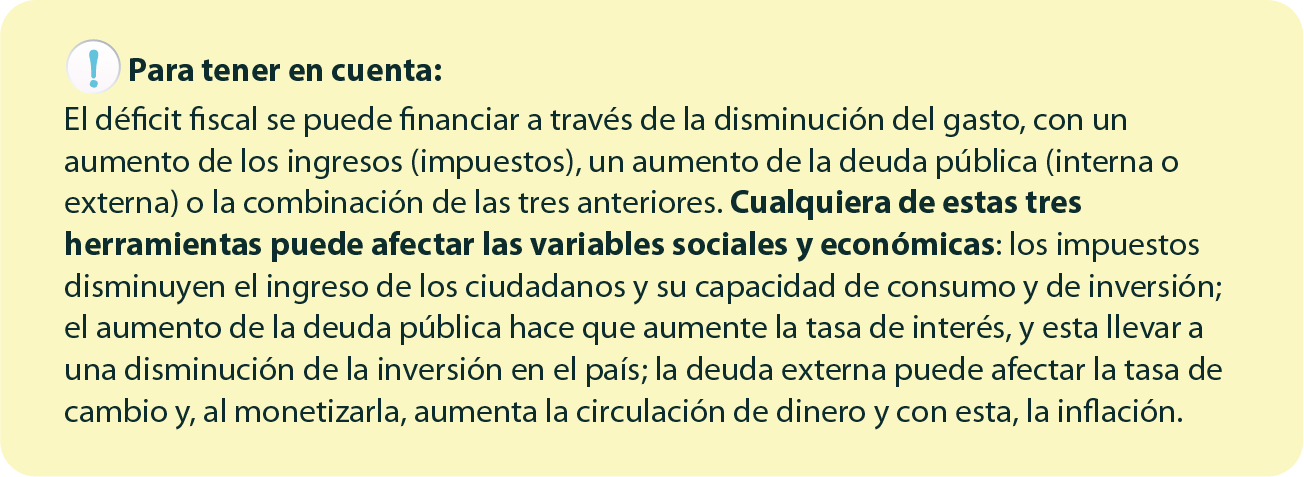 ! Para tener en cuenta:
El déficit fiscal se puede financiar a través de la disminución del gasto, con un
aumento de los ingresos (impuestos), un aumento de la deuda pública (interna o
externa) o la combinación de las tres anteriores. Cualquiera de estas tres
herramientas puede afectar las variables sociales y económicas: los impuestos
disminuyen el ingreso de los ciudadanos y su capacidad de consumo y de inversión;
el aumento de la deuda pública hace que aumente la tasa de interés, y esta llevar a
una disminución de la inversión en el país; la deuda externa puede afectar la tasa de
cambio y, al monetizarla, aumenta la circulación de dinero y con esta, la inflación.